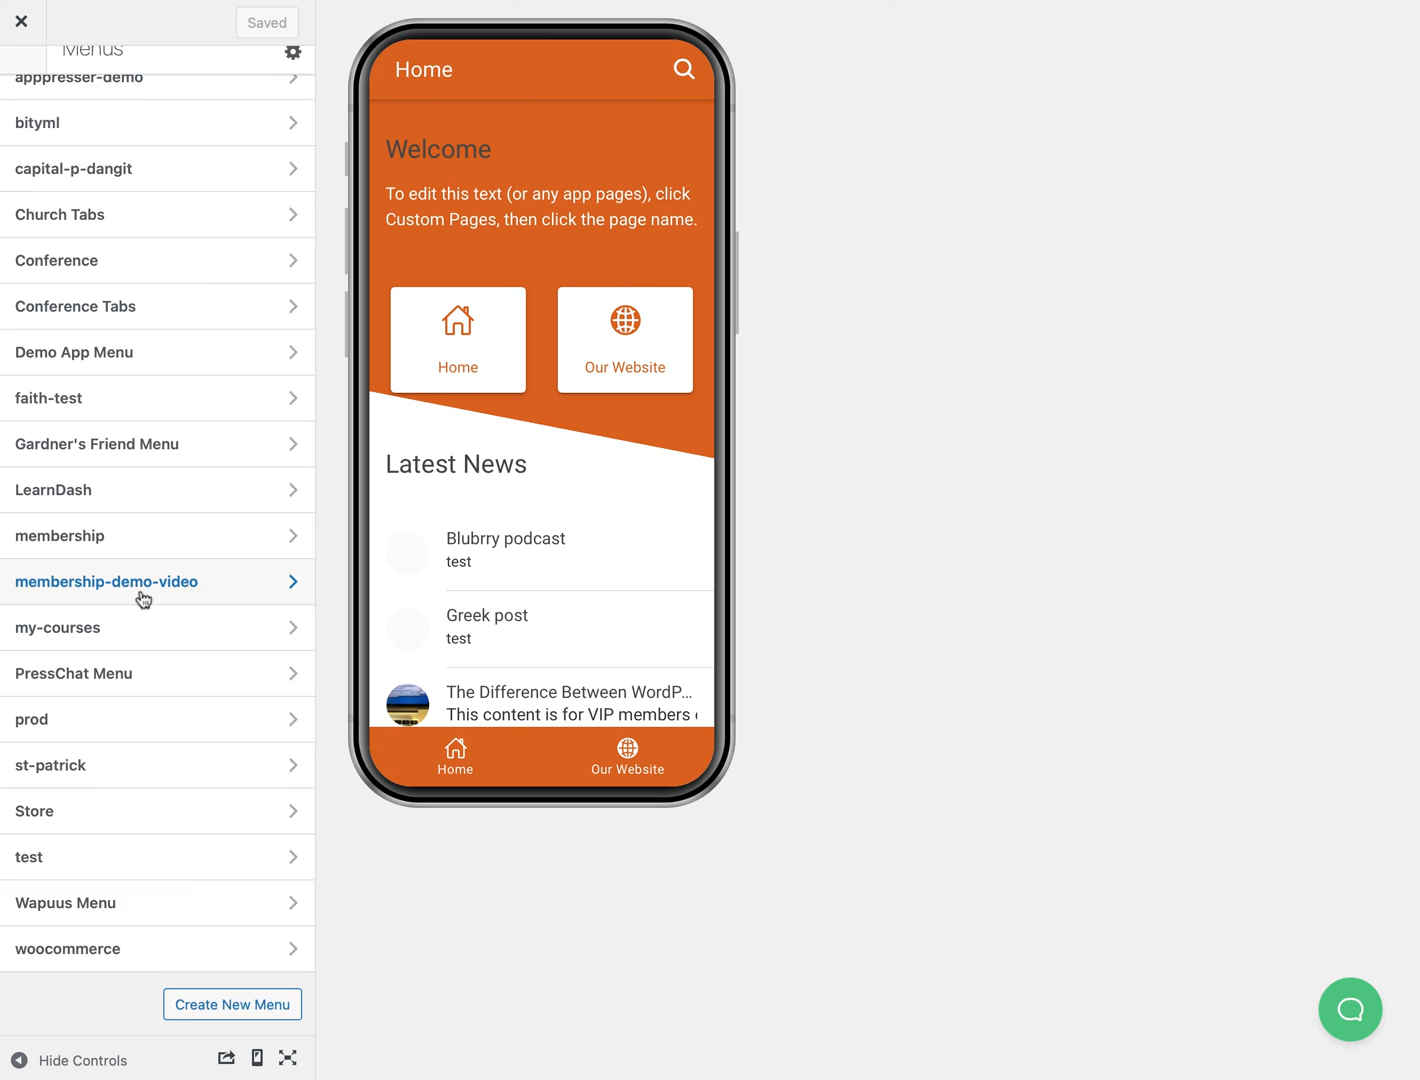 Saved
Menus
apppresser-demo
bityml
capital-p-dangit
Church Tabs
Conference
Conference Tabs
Demo App Menu
faith-test
Gardner's Friend Menu
LearnDash
membership
membership-demo-video
my-courses
PressChat Menu
prod
st-patrick
Store
test
Wapuus Menu
woocommerce
Create New Menu
Hide Controls
Home
Welcome
To edit this text (or any app pages), click
Custom Pages, then click the page name.
Home
Our Website
Latest News
Blubrry podcast
test
Greek post
test
The Difference Between WordP...
This content is for VIP members
Home
Our Website